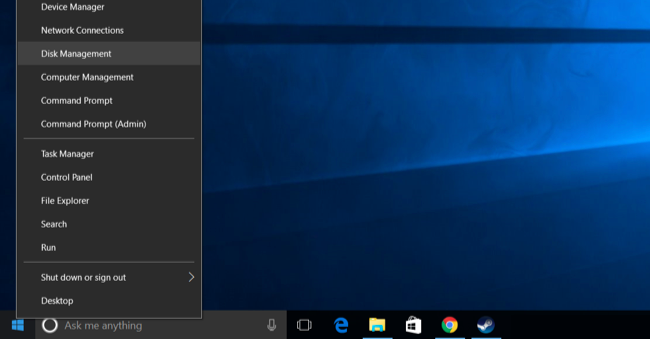 Device Manager
Network Connections
Disk Management
Computer Management
Command Prompt
Command Prompt (Admin)
Task Manager
Control Panel
File Explorer
Search
Run
Shut down or sign out
Desktop
Ask me anything